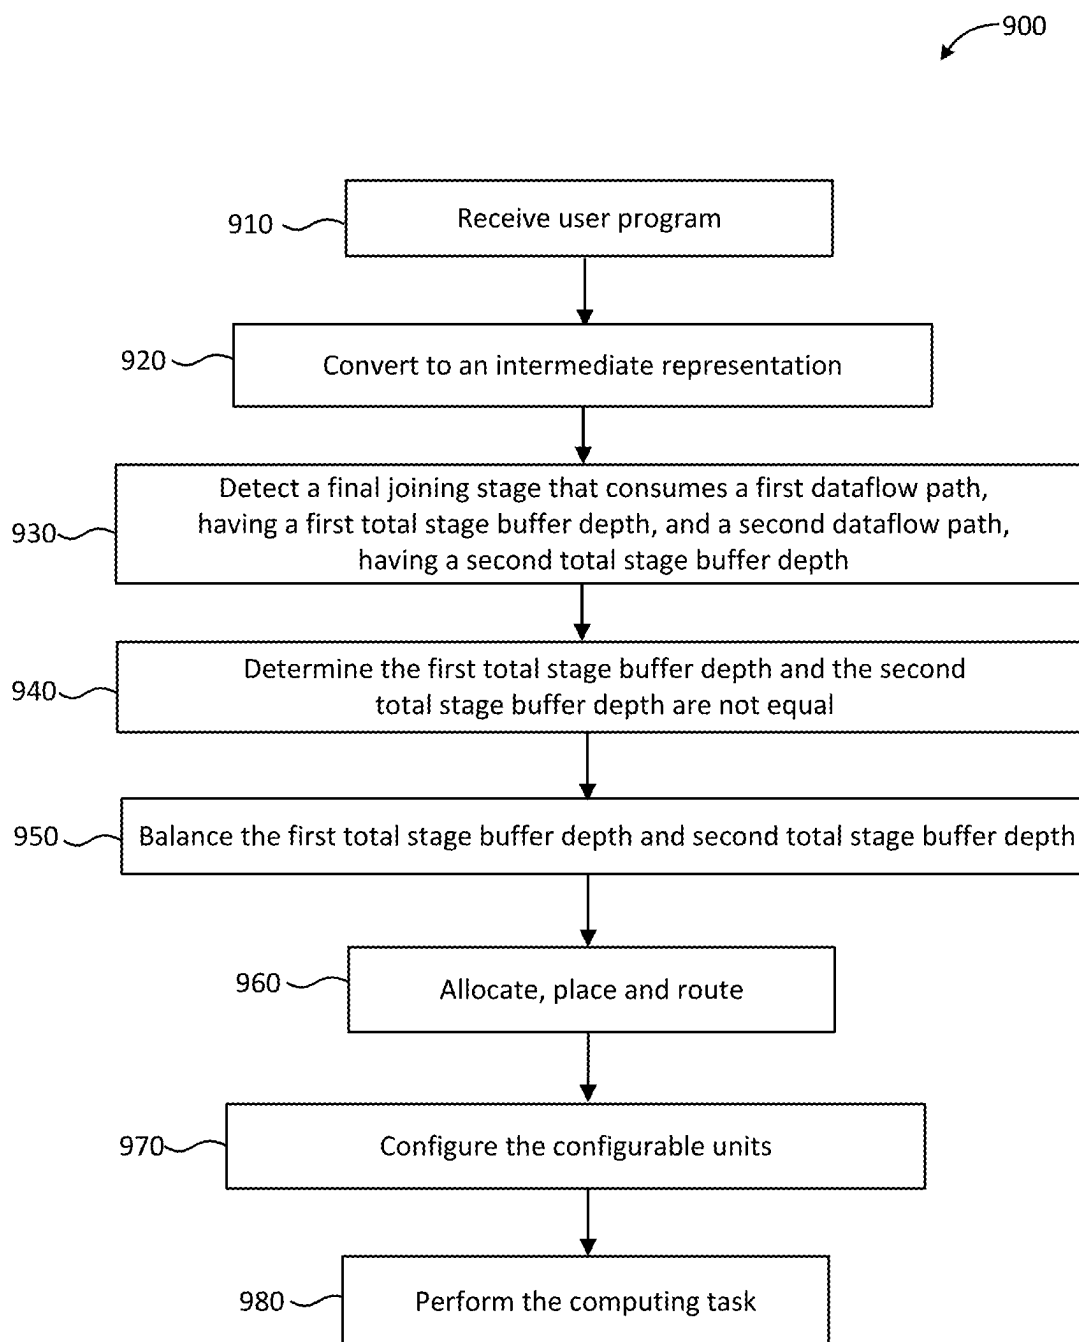 900
910
Receive user program
920
Convert to an intermediate representation
930
Detect a final joining stage that consumes a first dataflow path,
having a first total stage buffer depth, and a second dataflow path,
having a second total stage buffer depth
940
Determine the first total stage buffer depth and the second
total stage buffer depth are not equal
950
Balance the first total stage buffer depth and second total stage buffer depth
960
Allocate, place and route
970
Configure the configurable units
980
Perform the computing task